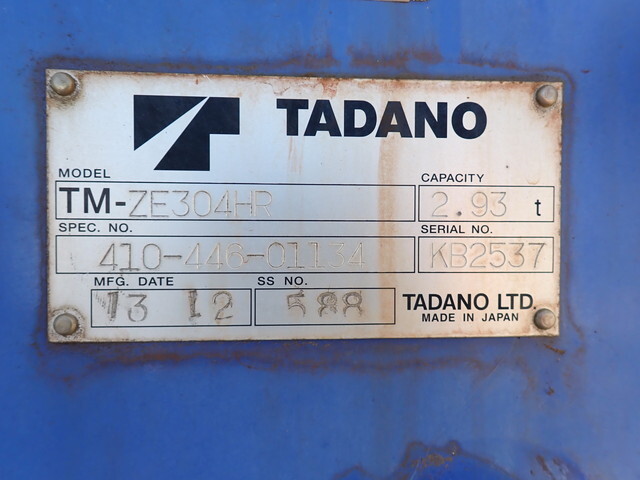 TADANO
MODEL CAPACITY
TM-ZE304HR 2.93 t
SPEC. NO. SERIAL NO.
410-446-01134 KB2537
MFG. DATE SS NO.
13 12 588 TADANO LTD.
MADE IN JAPAN